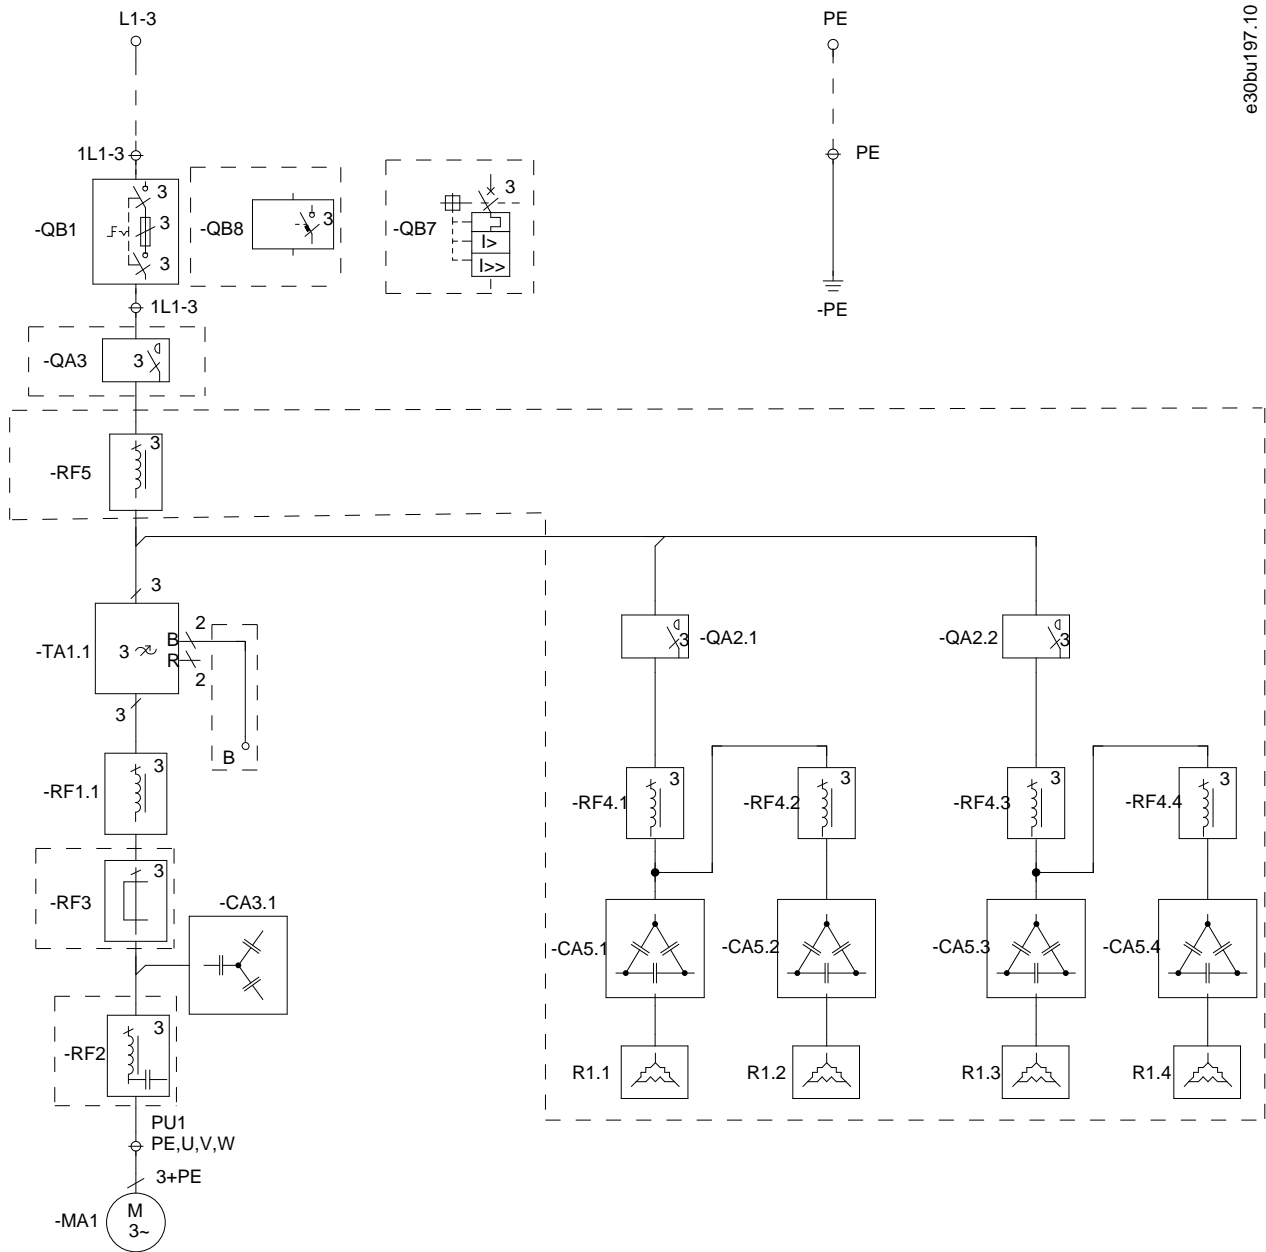 L1-3
PE
e30bu197.10
1L1-3
PE
-QB1
3
3
3
-QB8
3
-QB7
3
I>
I>>
1L1-3
-PE
-QA3
3
-RF5
3
3
-TA1.1
3
B
R
2
2
B
3
-QA2.1
3
-QA2.2
3
-RF1.1
3
-RF4.1
3
-RF4.2
3
-RF4.3
3
-RF4.4
3
-RF3
3
-CA3.1
-CA5.1
-CA5.2
-CA5.3
-CA5.4
-RF2
3
R1.1
R1.2
R1.3
R1.4
PU1
PE,U,V,W
3+PE
-MA1
M
3~